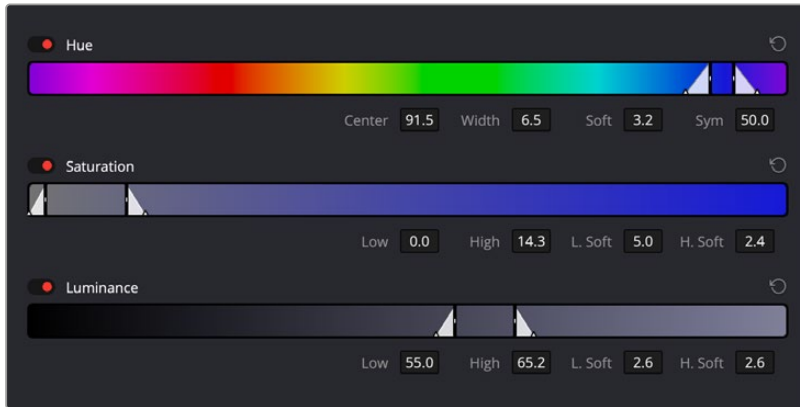 Hue
Center 91.5 Width 6.5 Soft 3.2 Sym 50.0
Saturation
Low 0.0 High 14.3 L. Soft 5.0 H. Soft 2.4
Luminance
Low 55.0 High 65.2 L. Soft 2.6 H. Soft 2.6